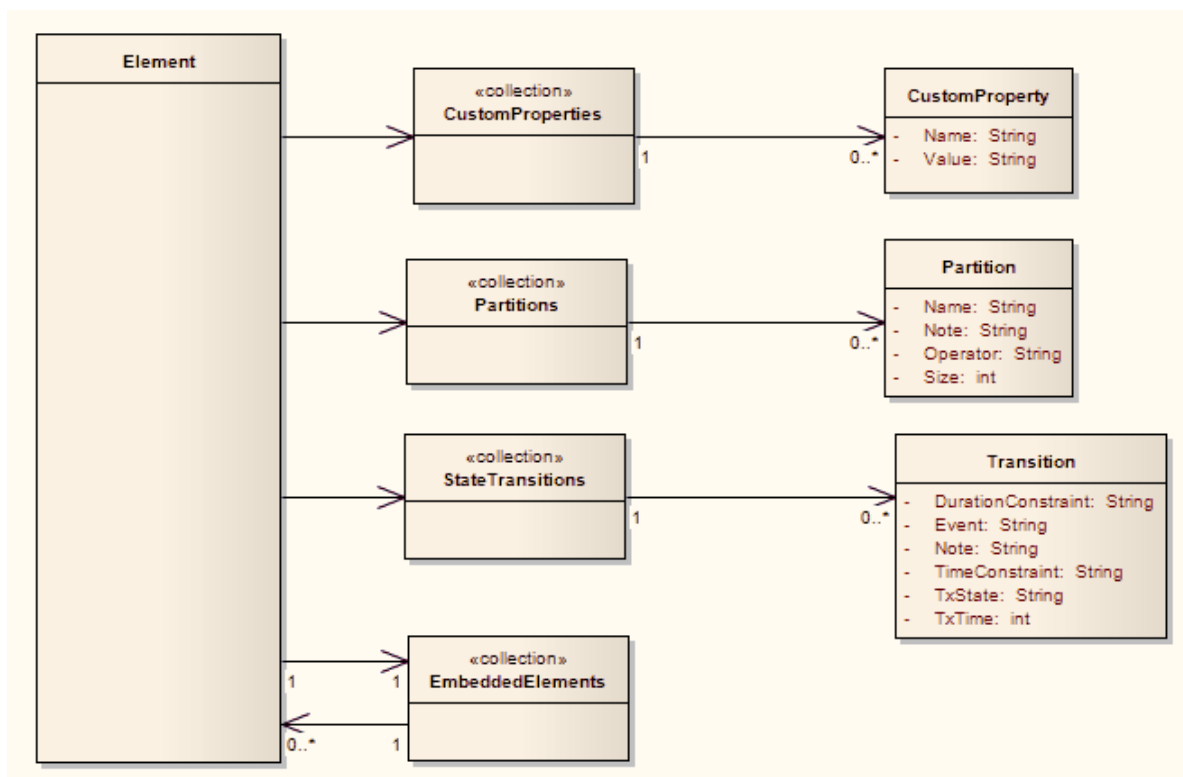 Element
«collection»
CustomProperties
1
0..*
CustomProperty
- Name: String
- Value: String
«collection»
Partitions
1
0..*
Partition
- Name: String
- Note: String
- Operator: String
- Size: int
«collection»
StateTransitions
1
0..*
Transition
- DurationConstraint: String
- Event: String
- Note: String
- TimeConstraint: String
- TxState: String
- TxTime: int
«collection»
EmbeddedElements
1
1
0..*
1